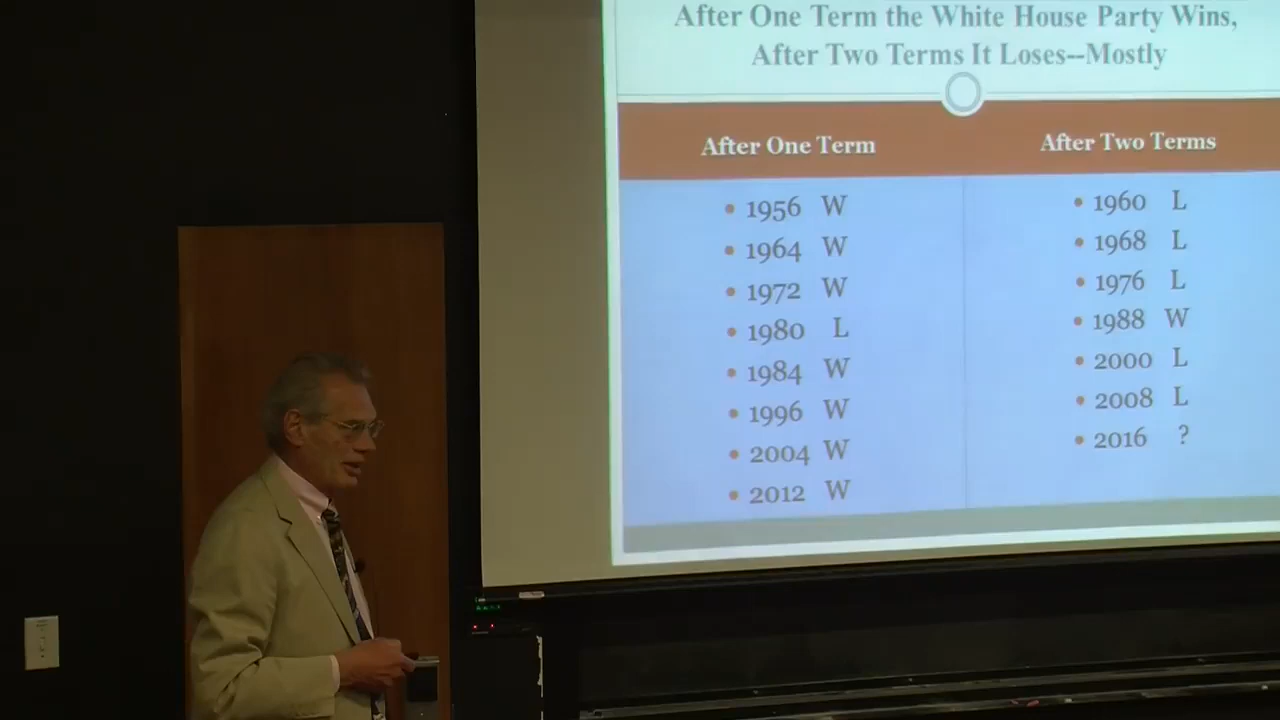 After One Term the White House Party Wins,
After Two Terms It Loses--Mostly
After One Term
• 1956 W
• 1964 W
• 1972 W
• 1980 L
• 1984 W
• 1996 W
• 2004 W
• 2012 W
After Two Terms
• 1960 L
• 1968 L
• 1976 L
• 1988 W
• 2000 L
• 2008 L
• 2016 ?